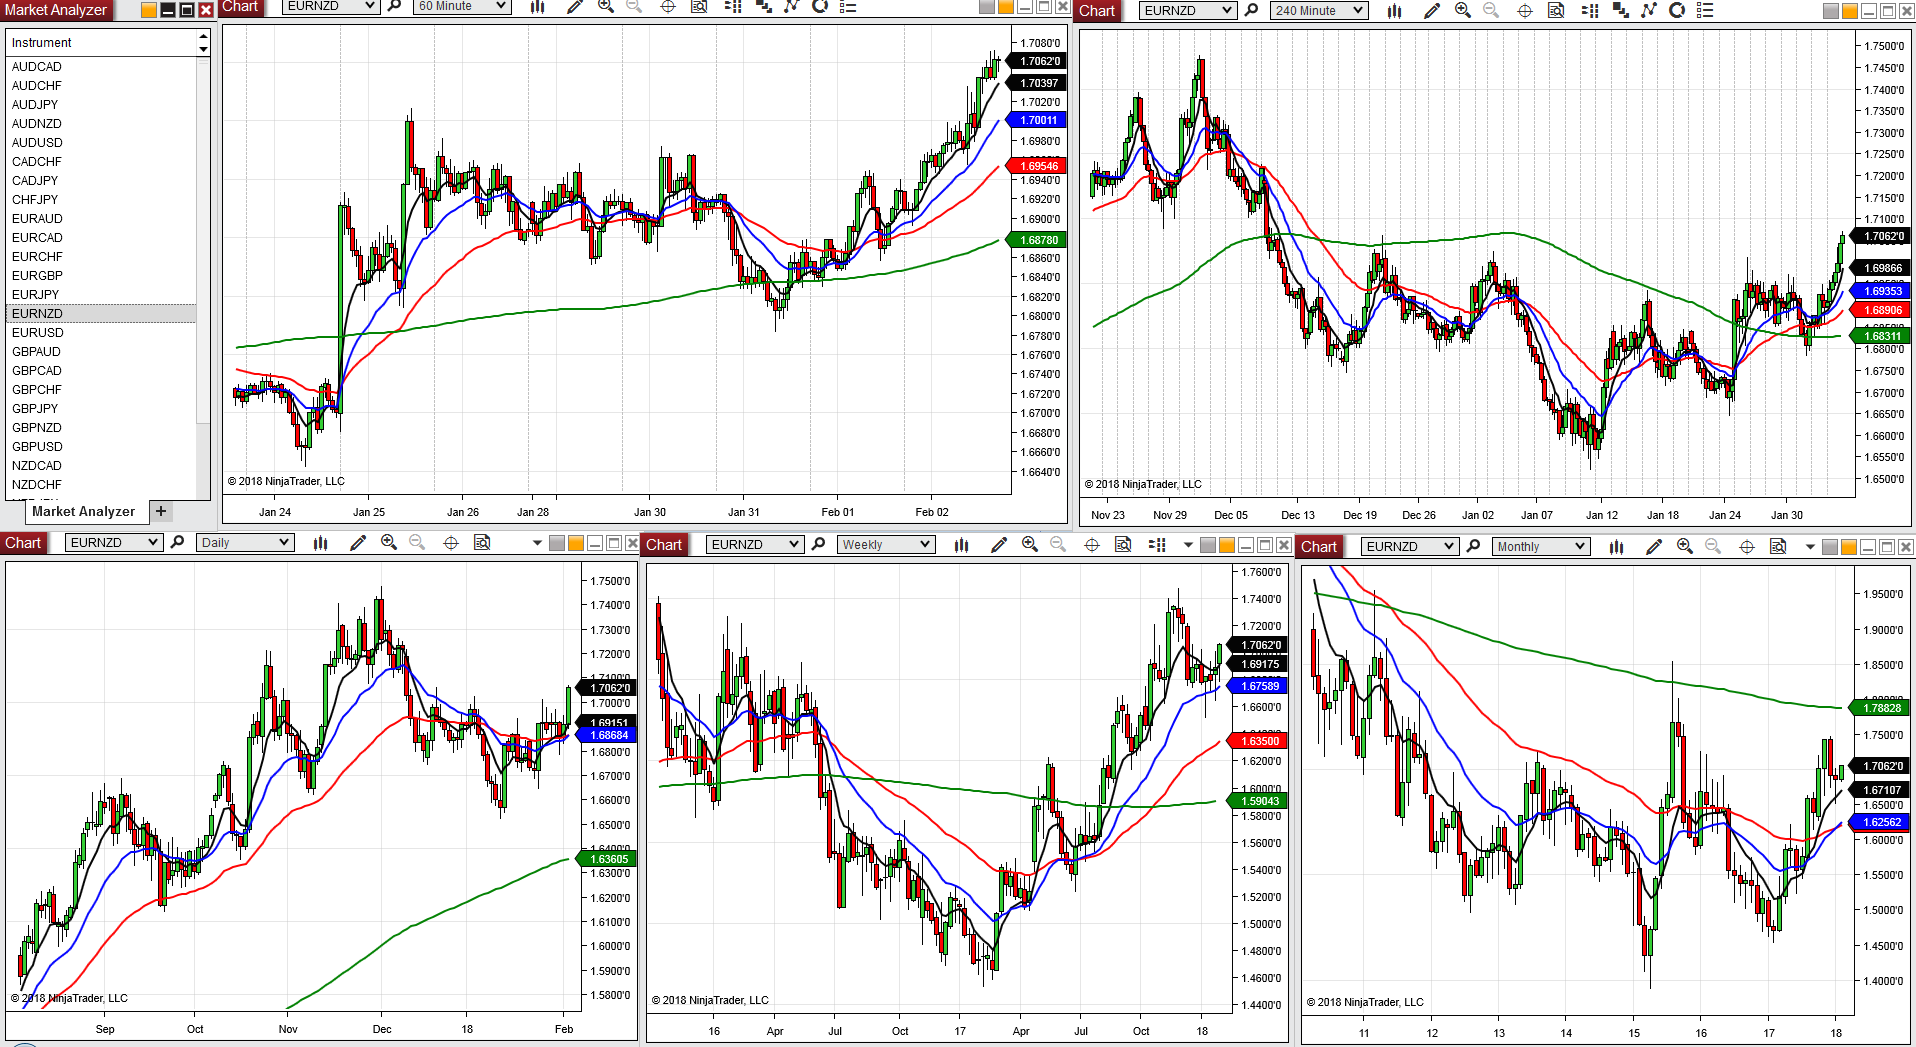 Market Analyzer
Instrument
AUDCAD
AUDCHF
AUDJPY
AUDNZD
AUDUSD
CADCHF
CADJPY
CHFJPY
EURAUD
EURCAD
EURCHF
EURGBP
EURJPY
EURNZD
EURUSD
GBPAUD
GBPCAD
GBPCHF
GBPJPY
GBPNZD
GBPUSD
NZDCAD
NZDCHF
Market Analyzer +
Chart EURNZD 60 Minute
1.7080'0
1.7062'0
1.70397
1.7020'0
1.70011
1.6980'0
1.69546
1.6940'0
1.6920'0
1.6900'0
1.68780
1.6860'0
1.6840'0
1.6820'0
1.6800'0
1.6780'0
1.6760'0
1.6740'0
1.6720'0
1.6700'0
1.6680'0
1.6660'0
1.6640'0
© 2018 NinjaTrader, LLC
Jan 24 Jan 25 Jan 26 Jan 28 Jan 30 Jan 31 Feb 01 Feb 02
Chart EURNZD 240 Minute
1.7500'0
1.7450'0
1.7400'0
1.7350'0
1.7300'0
1.7250'0
1.7200'0
1.7150'0
1.7100'0
1.7062'0
1.69866
1.69353
1.68906
1.68311
1.6800'0
1.6750'0
1.6700'0
1.6650'0
1.6600'0
1.6550'0
1.6500'0
© 2018 NinjaTrader, LLC
Nov 23 Nov 29 Dec 05 Dec 13 Dec 19 Dec 26 Jan 02 Jan 07 Jan 12 Jan 18 Jan 24 Jan 30
Chart EURNZD Daily
1.7500'0
1.7400'0
1.7300'0
1.7200'0
1.7100'0
1.7062'0
1.7000'0
1.69151
1.68684
1.6800'0
1.6700'0
1.6600'0
1.6500'0
1.6400'0
1.63605
1.6300'0
1.6200'0
1.6100'0
1.6000'0
1.5900'0
1.5800'0
© 2018 NinjaTrader, LLC
Sep Oct Nov Dec 18 Feb
Chart EURNZD Weekly
1.7600'0
1.7400'0
1.7200'0
1.7062'0
1.69175
1.67589
1.6600'0
1.63500
1.6200'0
1.6000'0
1.59043
1.5800'0
1.5600'0
1.5400'0
1.5200'0
1.5000'0
1.4800'0
1.4600'0
1.4400'0
© 2018 NinjaTrader, LLC
16 Apr Jul Oct 17 Apr Jul Oct 18
Chart EURNZD Monthly
1.9500'0
1.9000'0
1.8500'0
1.78828
1.7500'0
1.7062'0
1.67107
1.6500'0
1.62562
1.6000'0
1.5500'0
1.5000'0
1.4500'0
1.4000'0
© 2018 NinjaTrader, LLC
11 12 13 14 15 16 17 18